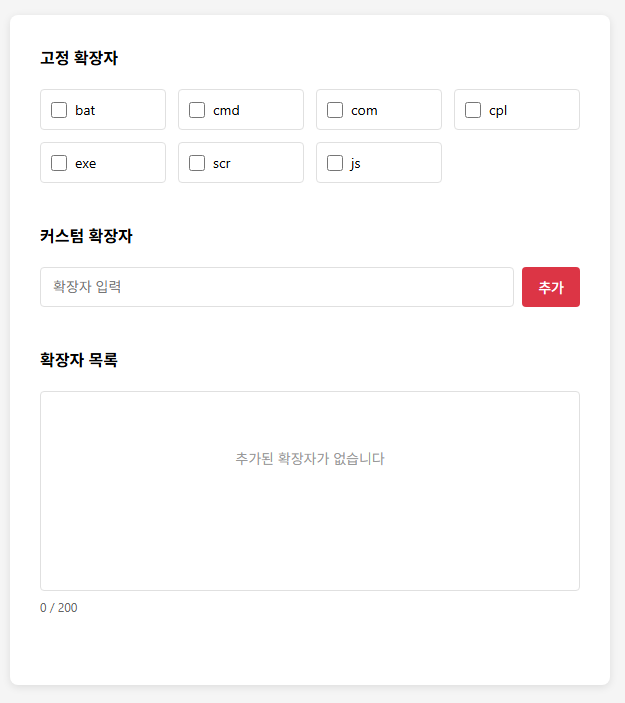 고정 확장자
bat cmd com cpl
exe scr js
커스텀 확장자
확장자 입력 추가
확장자 목록
추가된 확장자가 없습니다
0 / 200